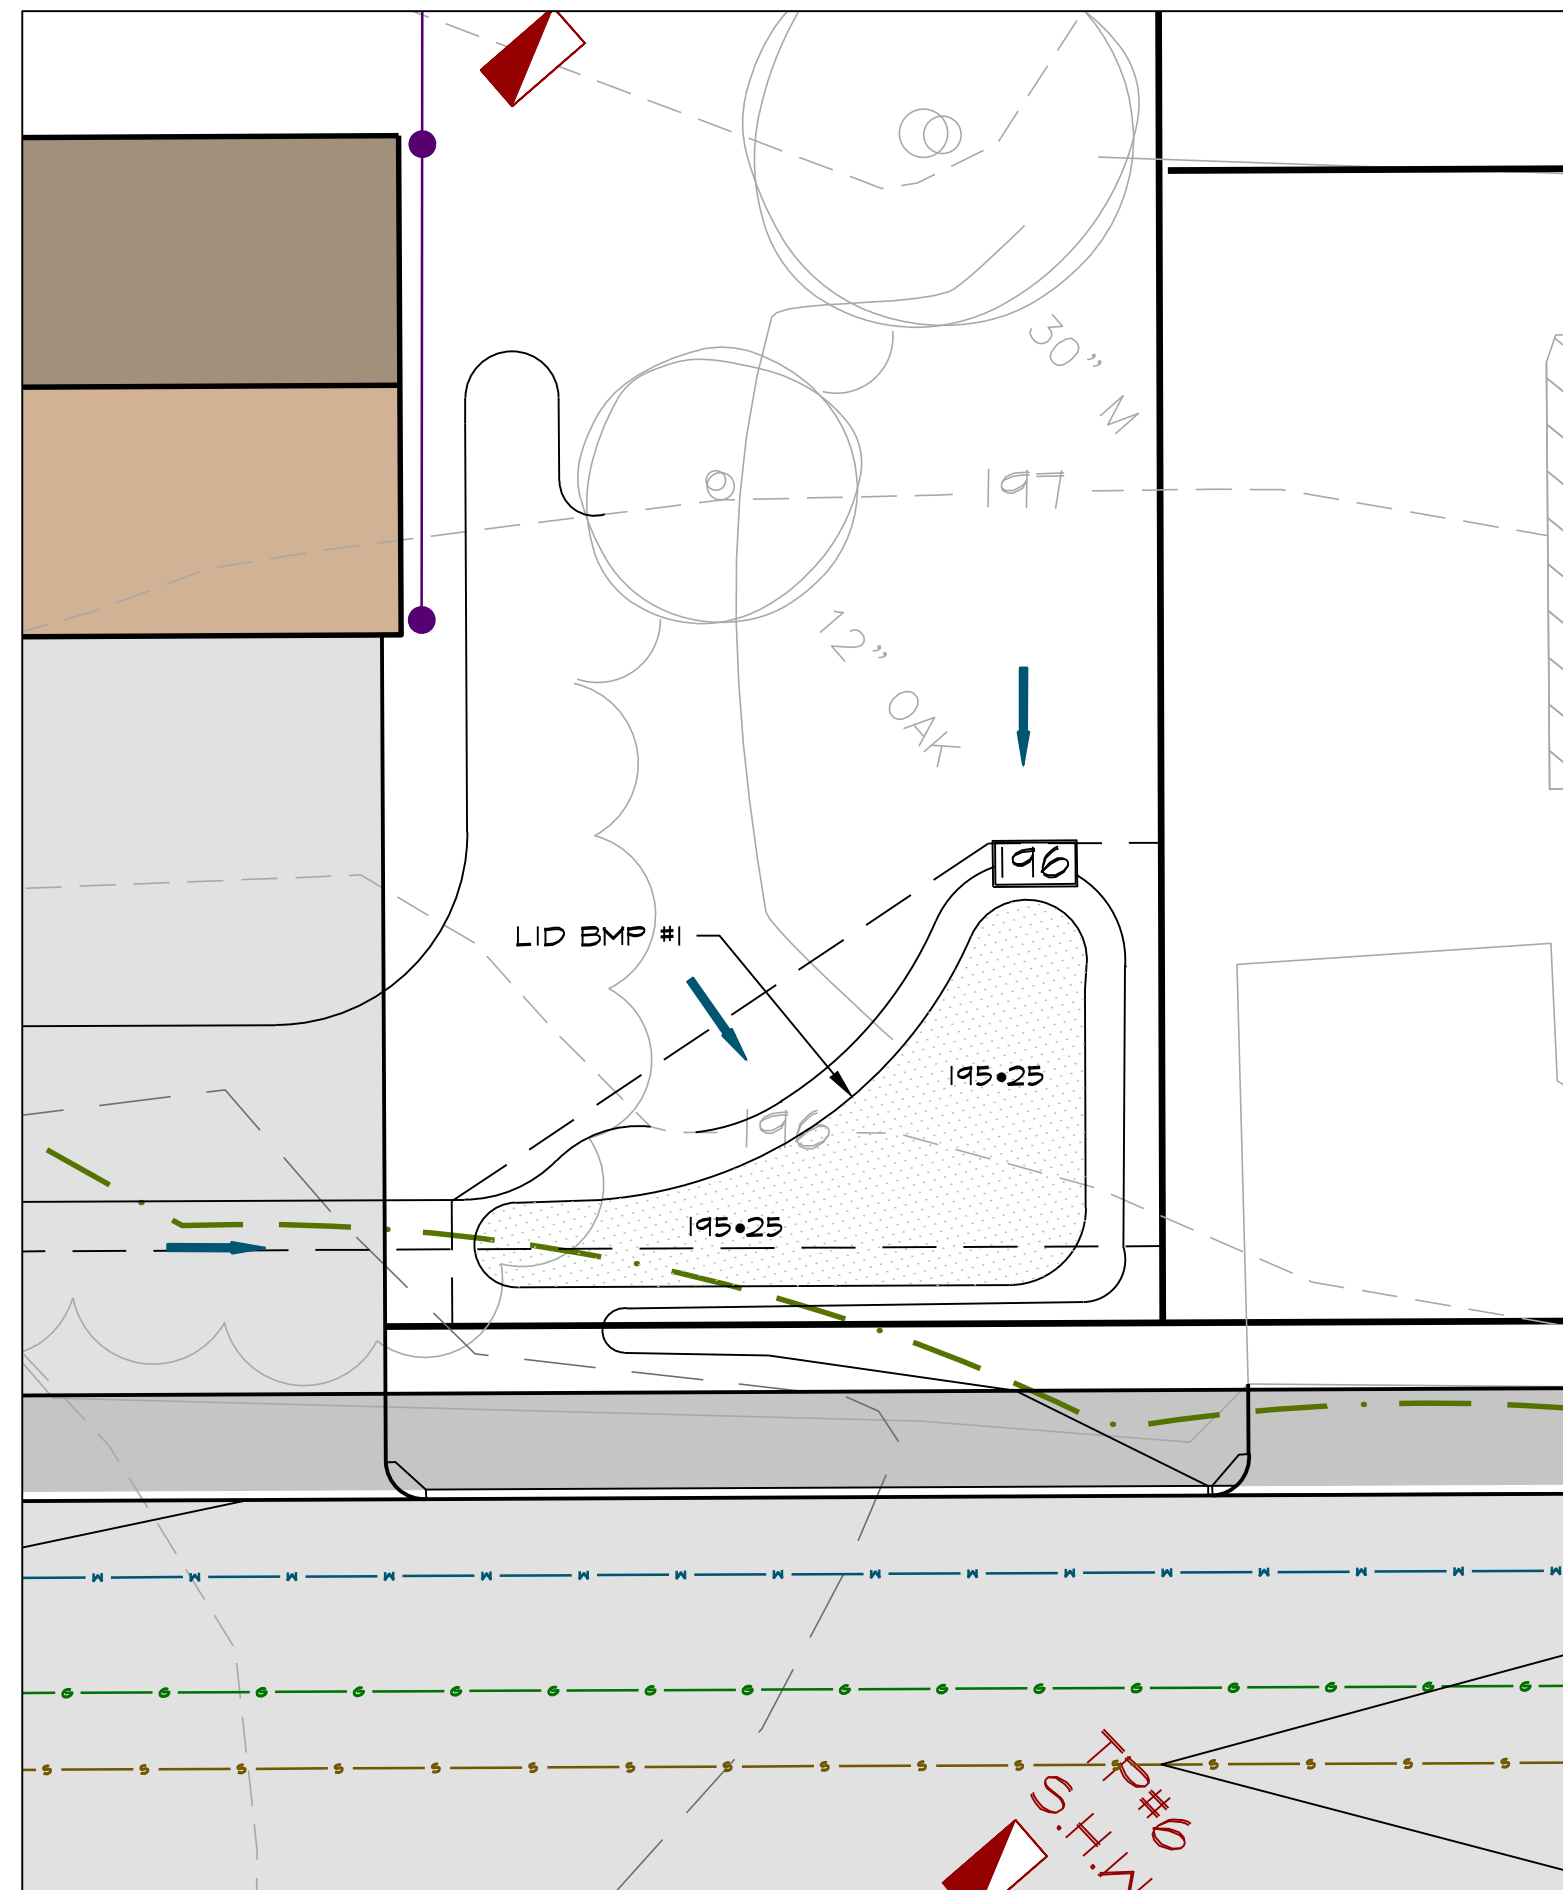 30” M
197
12” OAK
196
LID BMP #1
195•25
196
195•25
W W W W W W W W W W W W W W W W
G G G G G G G G G G G G G G G G
S S S S S S S S S S S S S S S S
TP#6
S.H.W